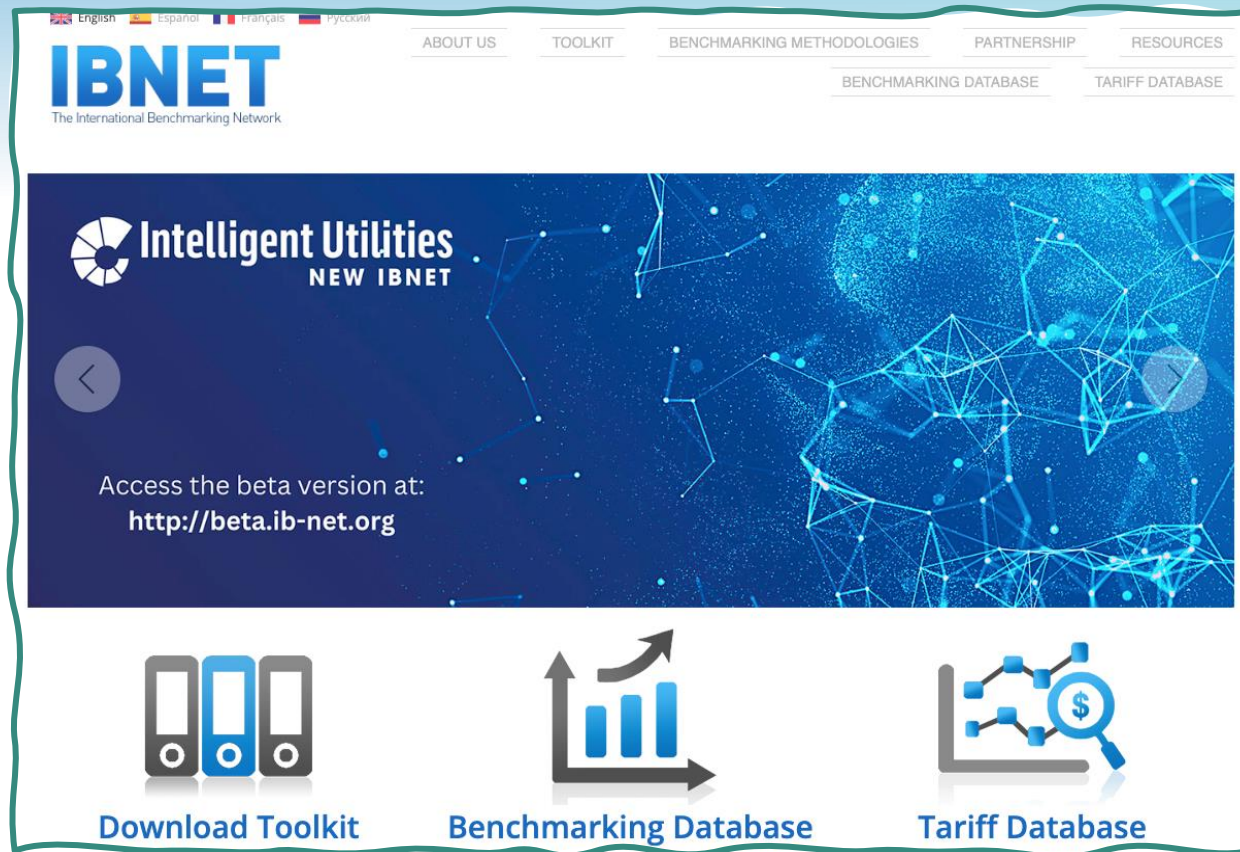 English Español Français Русский
IBNET
The International Benchmarking Network
ABOUT US TOOLKIT BENCHMARKING METHODOLOGIES PARTNERSHIP RESOURCES
BENCHMARKING DATABASE TARIFF DATABASE
Intelligent Utilities
NEW IBNET
Access the beta version at:
http://beta.ib-net.org
$
Download Toolkit Benchmarking Database Tariff Database